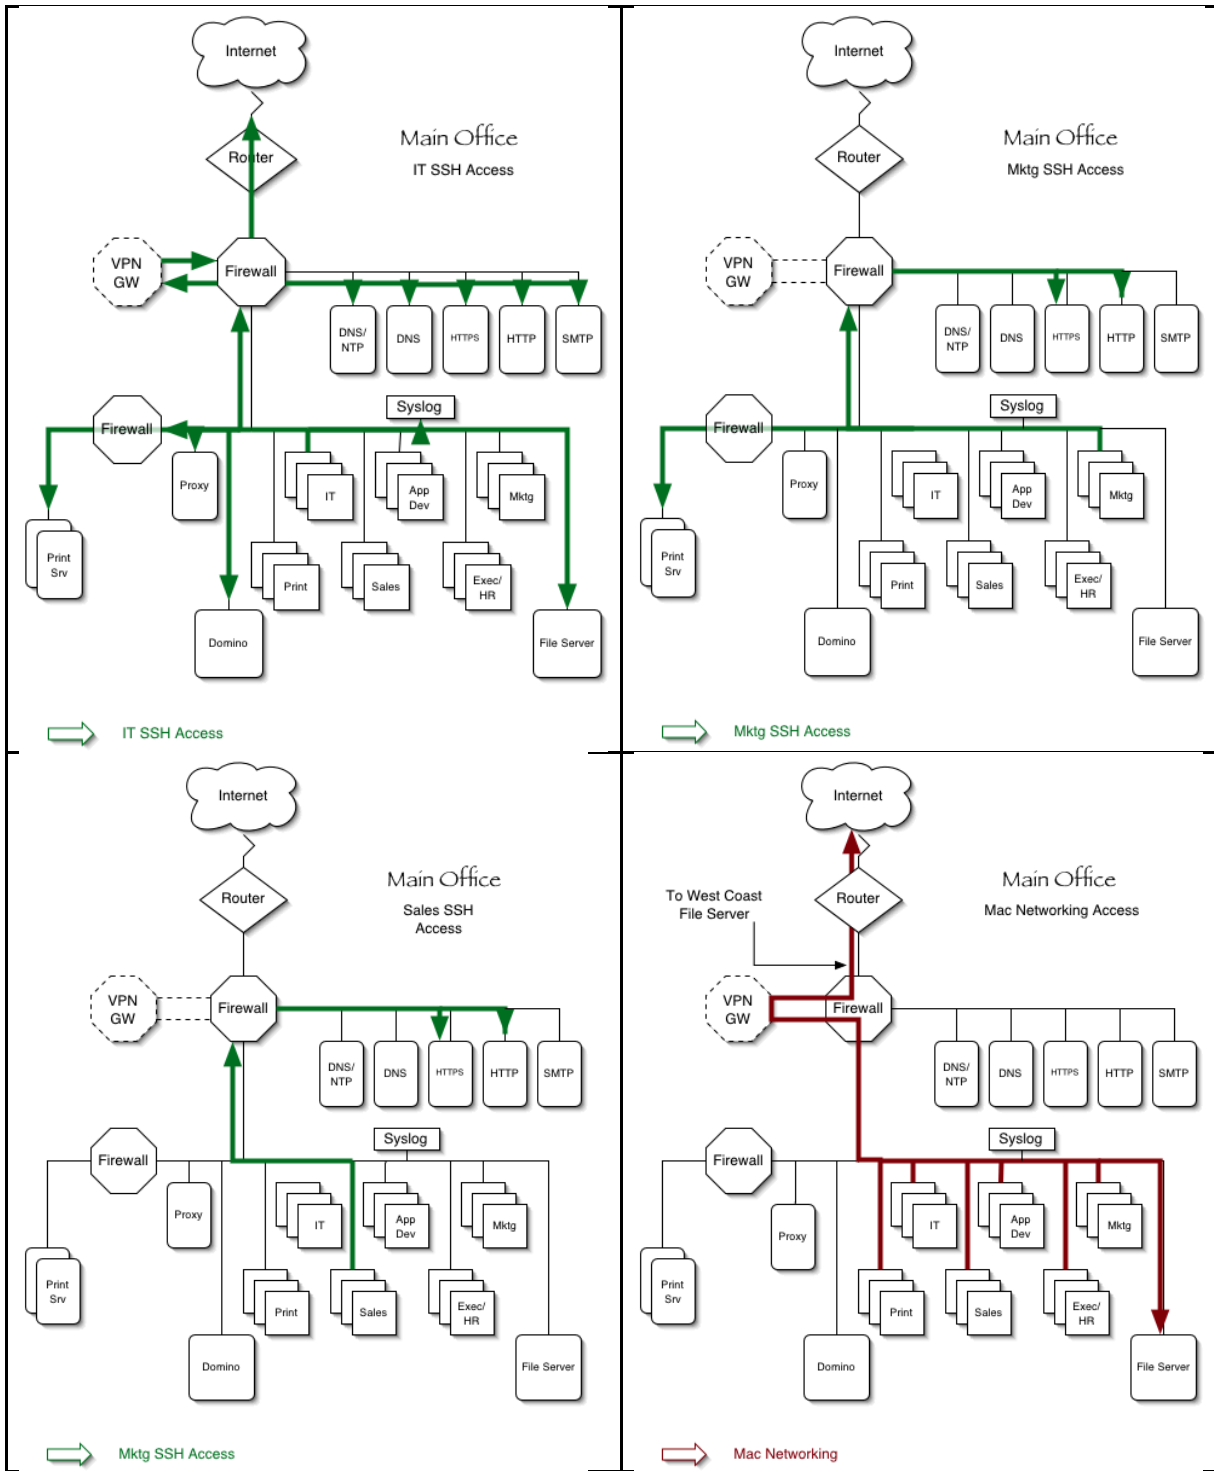 Internet
Main Office
Router
IT SSH Access
VPN
GW
Firewall
DNS/
NTP
DNS
HTTPS
HTTP
SMTP
Syslog
Firewall
Proxy
IT
App
Dev
Mktg
Print
Srv
Print
Sales
Exec/
HR
Domino
File Server
IT SSH Access
Internet
Main Office
Router
Mktg SSH Access
VPN
GW
Firewall
DNS/
NTP
DNS
HTTPS
HTTP
SMTP
Syslog
Firewall
Proxy
IT
App
Dev
Mktg
Print
Srv
Print
Sales
Exec/
HR
Domino
File Server
Mktg SSH Access
Internet
Main Office
Router
Sales SSH
Access
VPN
GW
Firewall
DNS/
NTP
DNS
HTTPS
HTTP
SMTP
Syslog
Firewall
Proxy
IT
App
Dev
Mktg
Print
Srv
Print
Sales
Exec/
HR
Domino
File Server
Mktg SSH Access
Internet
To West Coast
File Server
Main Office
Router
Mac Networking Access
VPN
GW
Firewall
DNS/
NTP
DNS
HTTPS
HTTP
SMTP
Syslog
Firewall
Proxy
IT
App
Dev
Mktg
Print
Srv
Print
Sales
Exec/
HR
Domino
File Server
Mac Networking